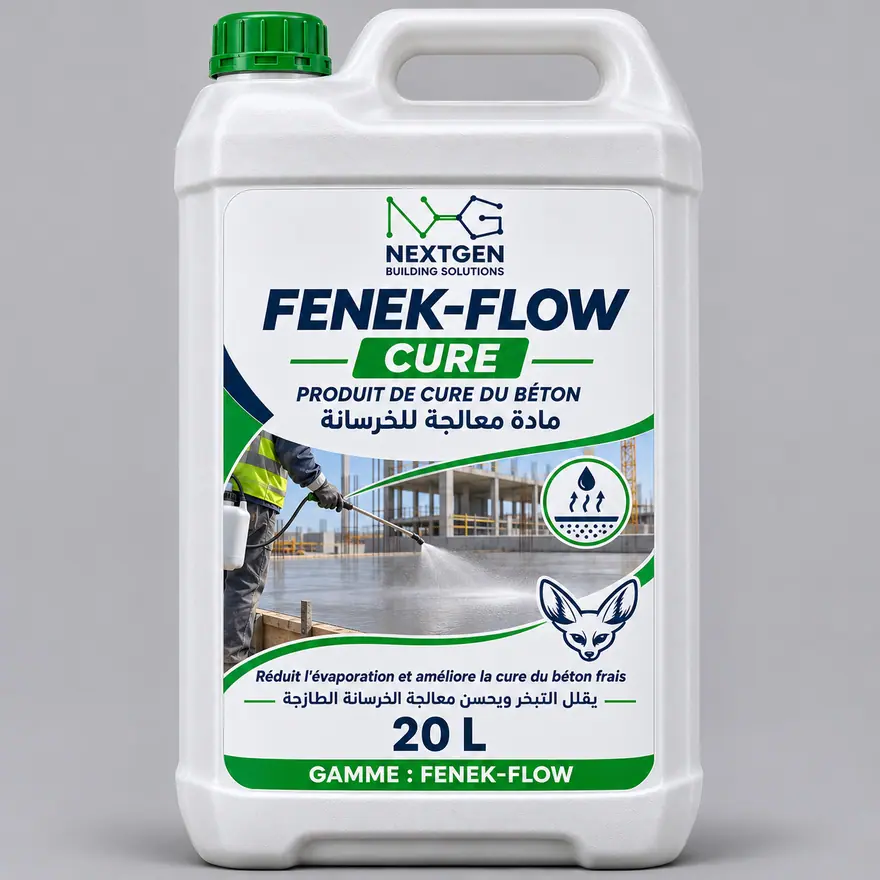 NEXTGEN
BUILDING SOLUTIONS
FENEK-FLOW
CURE
PRODUIT DE CURE DU BÉTON
مادة معالجة للخرسانة
Réduit l'évaporation et améliore la cure du béton frais
يقلل التبخر ويحسن معالجة الخرسانة الطازجة
20 L
GAMME : FENEK-FLOW